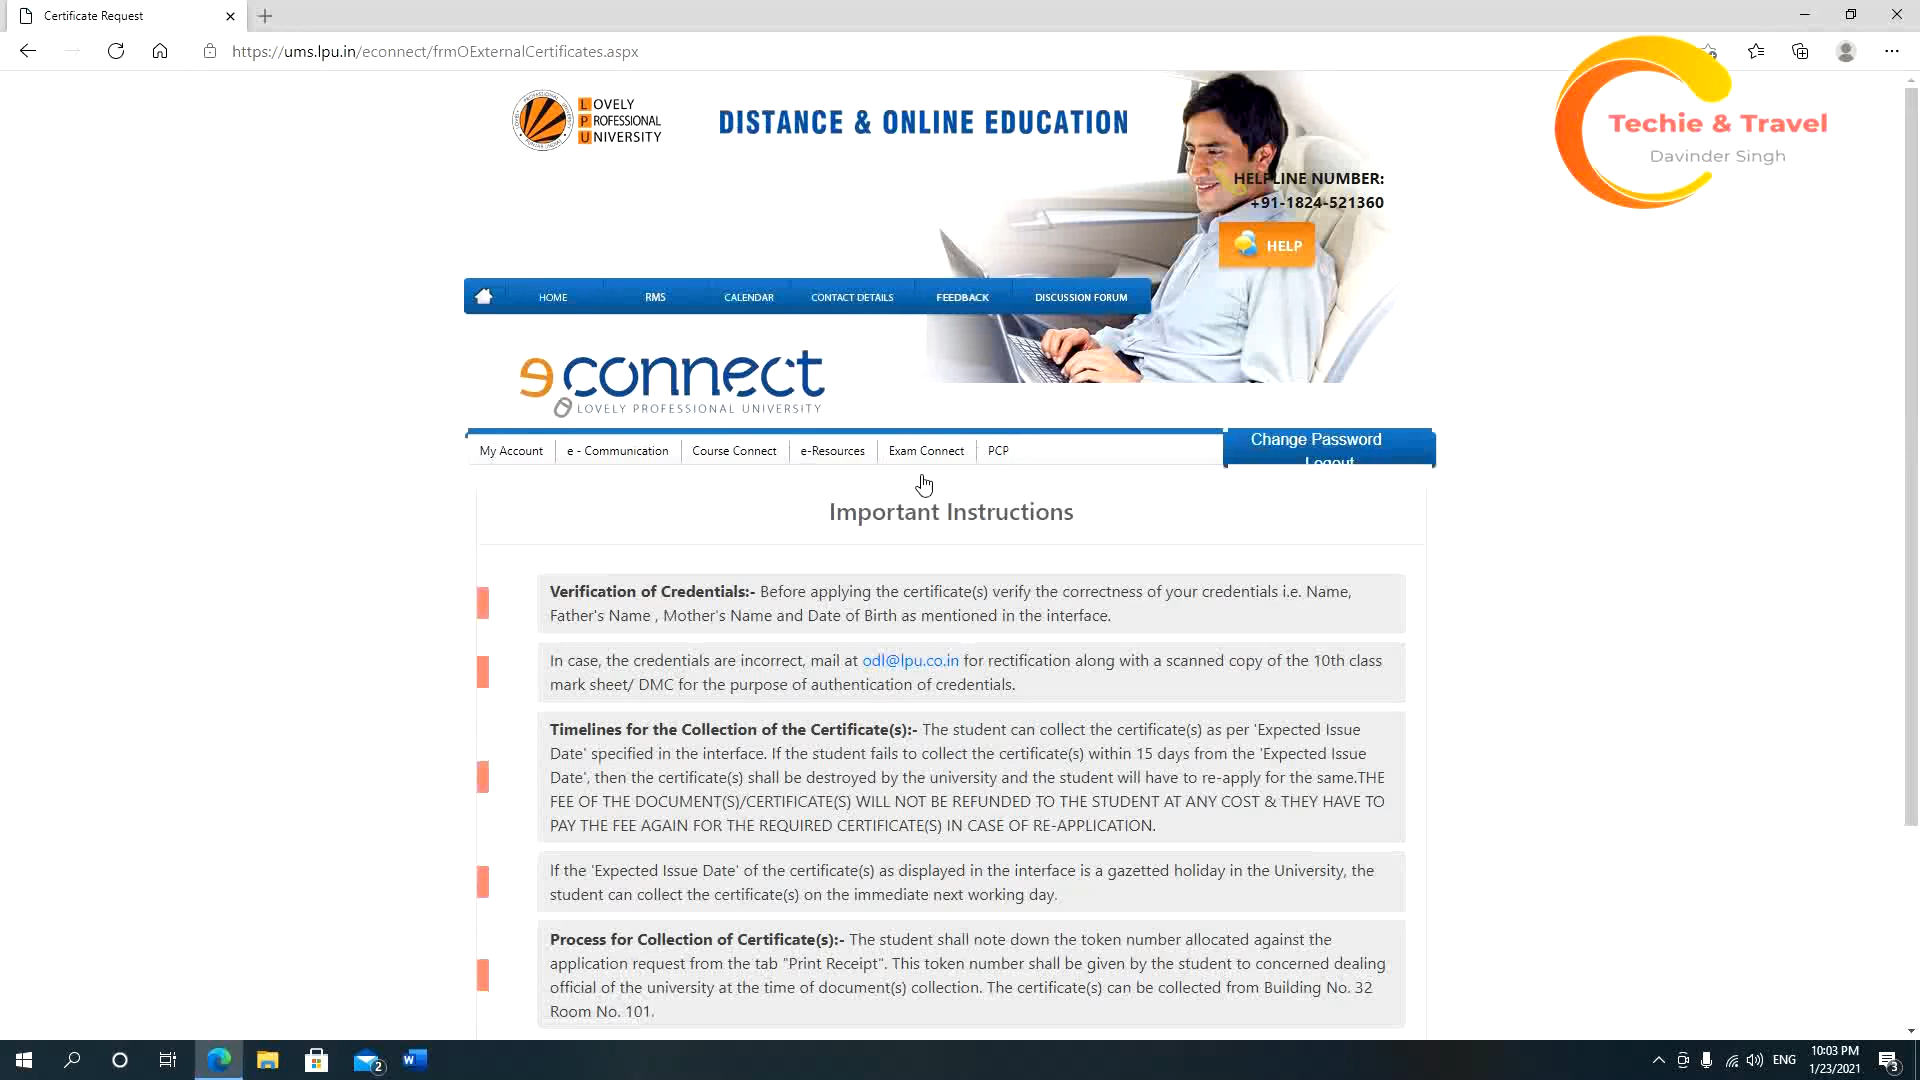 Certificate Request
https://ums.lpu.in/econnect/frmOExternalCertificates.aspx
LOVELY
PROFESSIONAL
UNIVERSITY
DISTANCE & ONLINE EDUCATION
Techie & Travel
Davinder Singh
HELPLINE NUMBER:
+91-1824-521360
HELP
HOME RMS CALENDAR CONTACT DETAILS FEEDBACK DISCUSSION FORUM
econnect
LOVELY PROFESSIONAL UNIVERSITY
My Account e - Communication Course Connect e-Resources Exam Connect PCP
Change Password
Logout
Important Instructions
Verification of Credentials:- Before applying the certificate(s) verify the correctness of your credentials i.e. Name,
Father's Name , Mother's Name and Date of Birth as mentioned in the interface.
In case, the credentials are incorrect, mail at odl@lpu.co.in for rectification along with a scanned copy of the 10th class
mark sheet/ DMC for the purpose of authentication of credentials.
Timelines for the Collection of the Certificate(s):- The student can collect the certificate(s) as per 'Expected Issue
Date' specified in the interface. If the student fails to collect the certificate(s) within 15 days from the 'Expected Issue
Date', then the certificate(s) shall be destroyed by the university and the student will have to re-apply for the same.THE
FEE OF THE DOCUMENT(S)/CERTIFICATE(S) WILL NOT BE REFUNDED TO THE STUDENT AT ANY COST & THEY HAVE TO
PAY THE FEE AGAIN FOR THE REQUIRED CERTIFICATE(S) IN CASE OF RE-APPLICATION.
If the 'Expected Issue Date' of the certificate(s) as displayed in the interface is a gazetted holiday in the University, the
student can collect the certificate(s) on the immediate next working day.
Process for Collection of Certificate(s):- The student shall note down the token number allocated against the
application request from the tab "Print Receipt". This token number shall be given by the student to concerned dealing
official of the university at the time of document(s) collection. The certificate(s) can be collected from Building No. 32
Room No. 101.
2
ENG
10:03 PM
1/23/2021
3